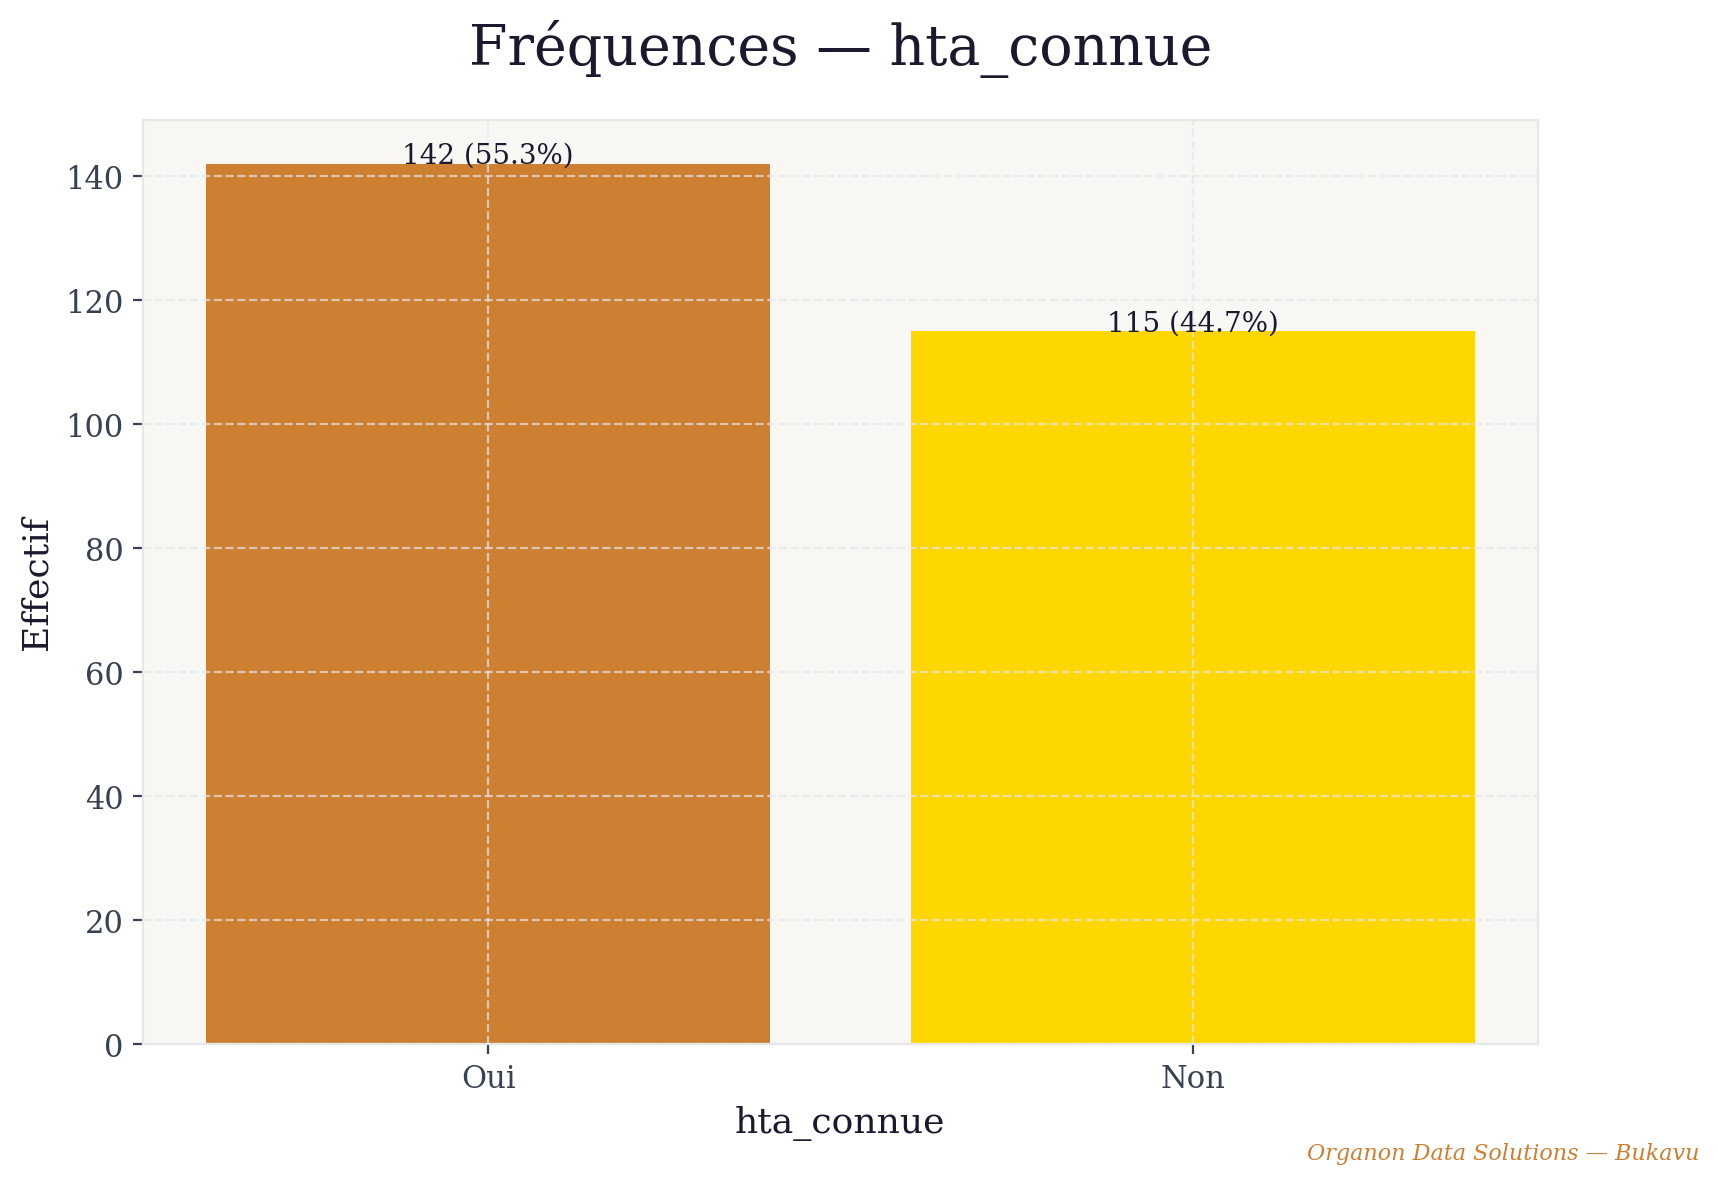 Fréquences — hta_connue
142 (55.3%)
115 (44.7%)
140
120
100
80
60
40
20
0
Effectif
Oui
Non
hta_connue
Organon Data Solutions — Bukavu